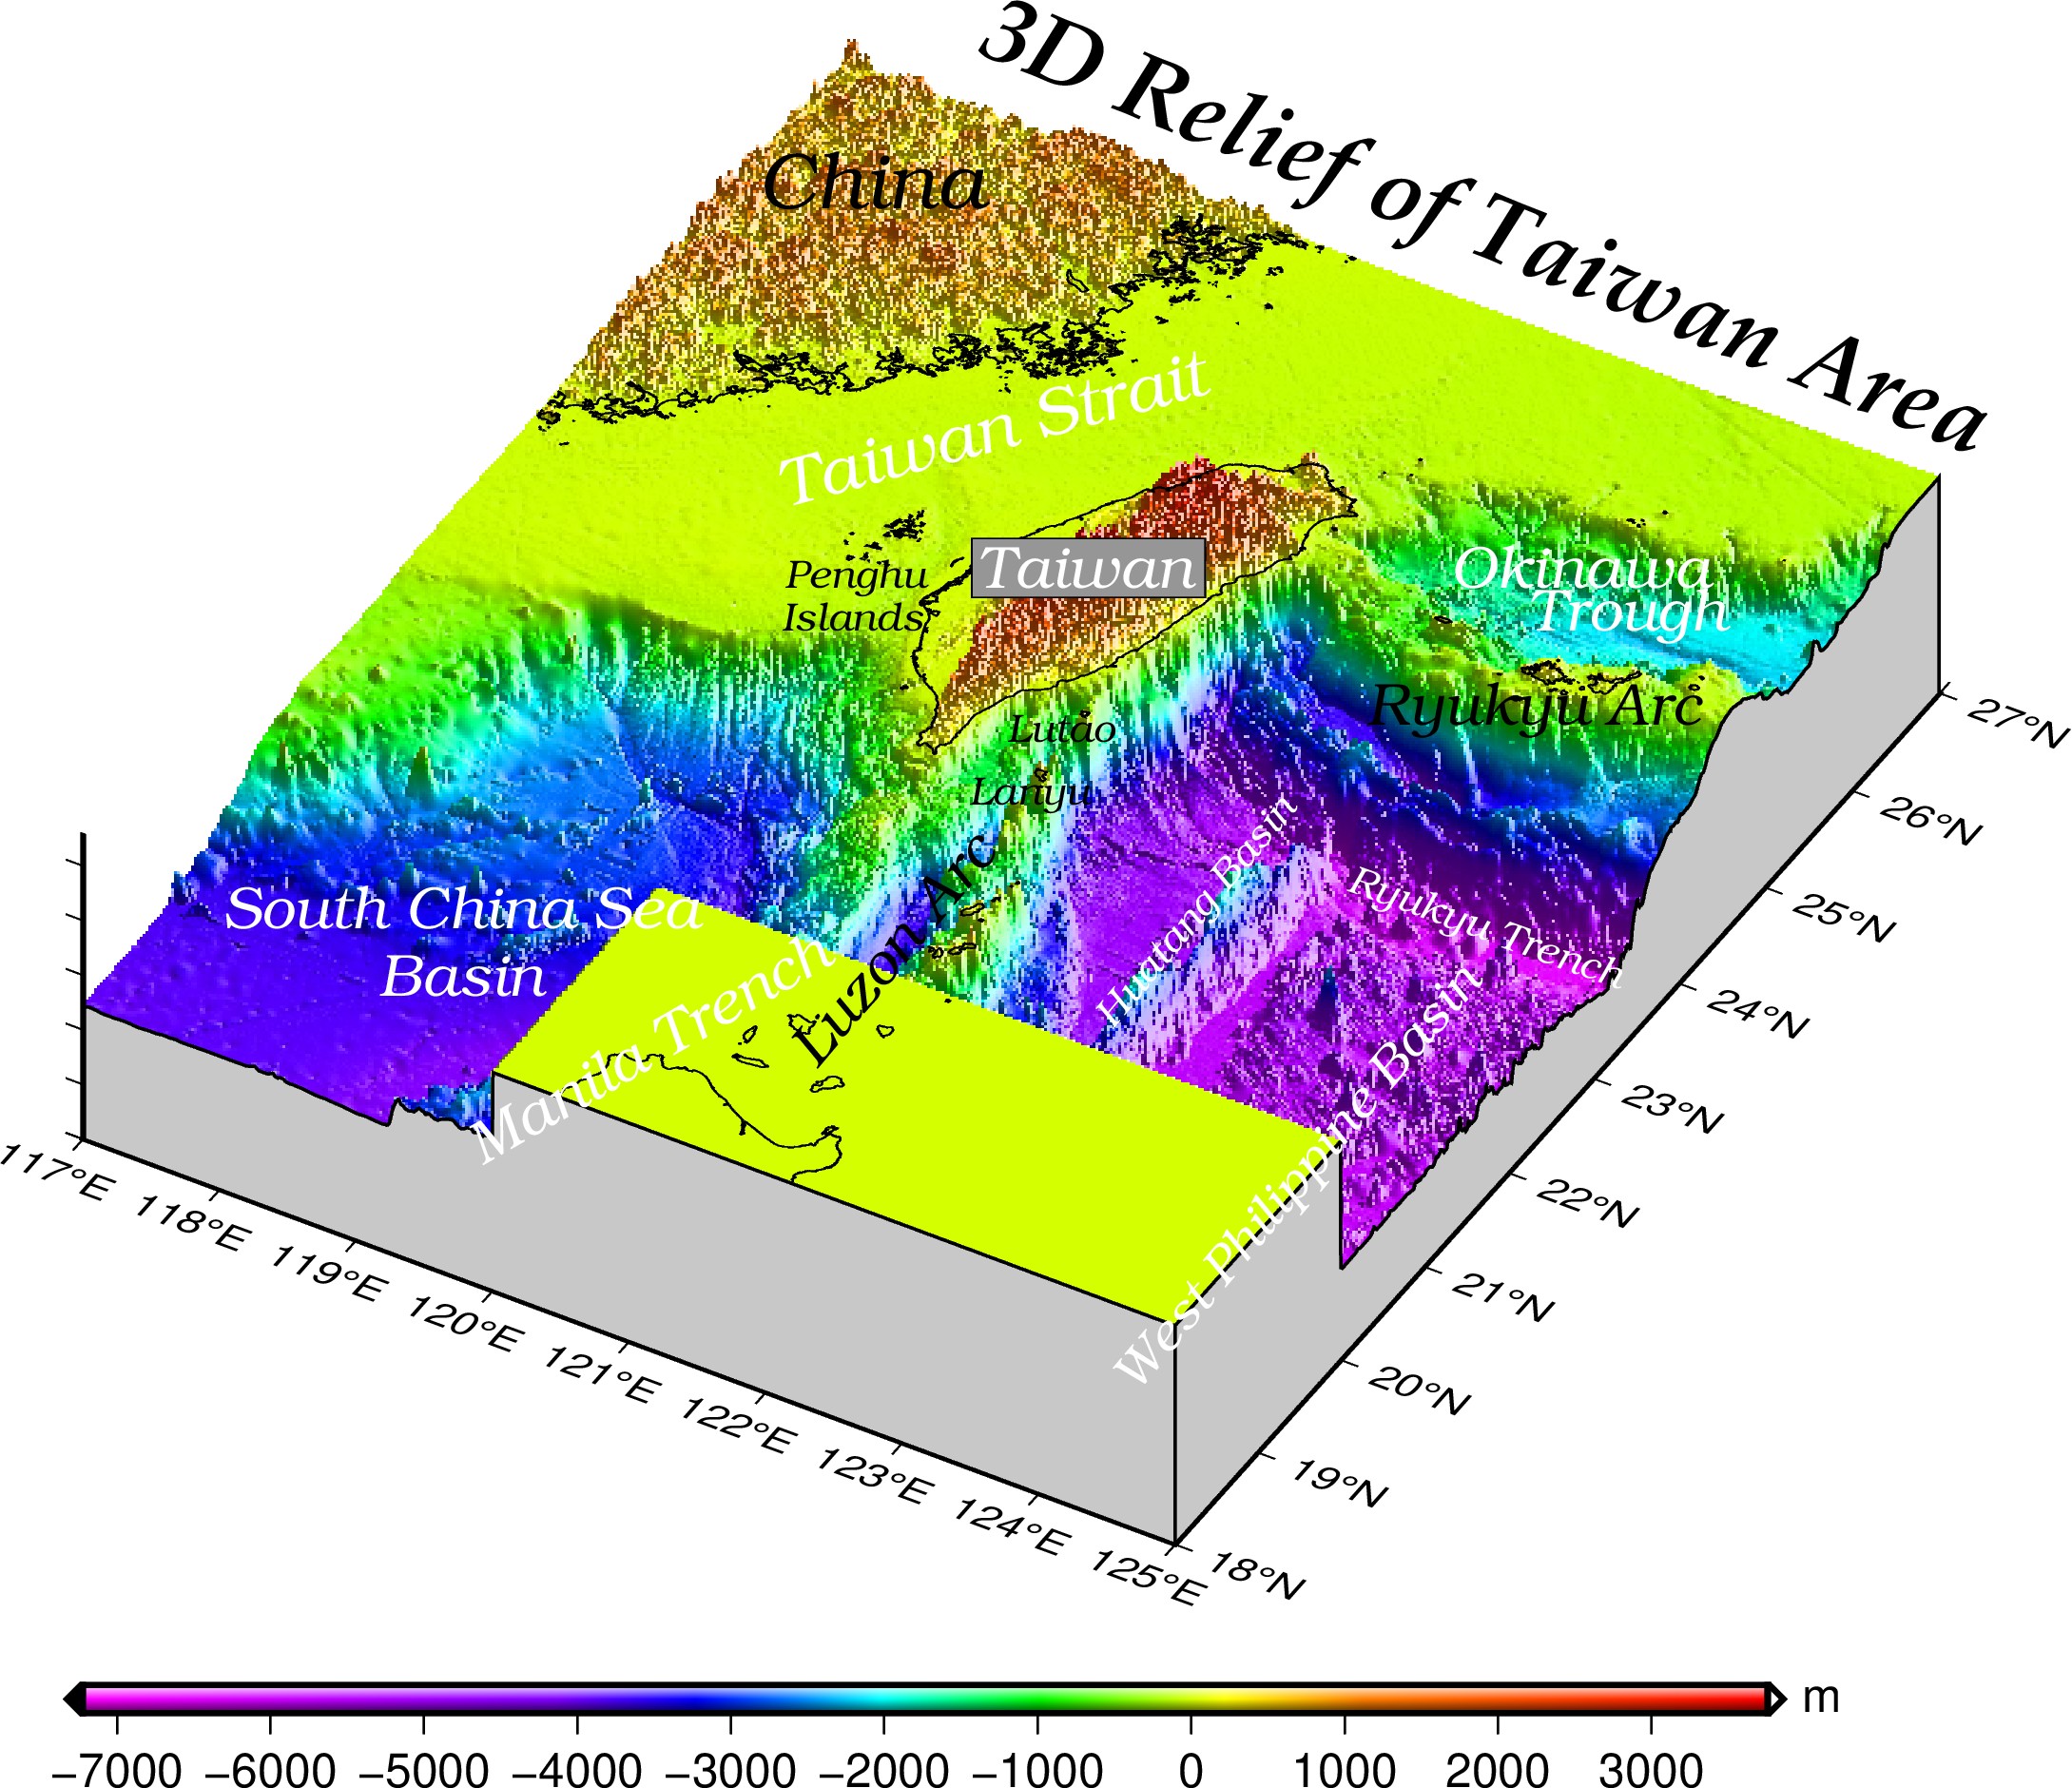 3D Relief of Taiwan Area
China
Taiwan Strait
Penghu
Islands
Taiwan
Okinawa
Trough
Ryukyu Arc
Lutao
Lanyu
South China Sea
Basin
Manila Trench
Luzon Arc
Huatang Basin
Ryukyu Trench
West Philippine Basin
27°N
26°N
25°N
24°N
23°N
22°N
21°N
20°N
19°N
18°N
117°E
118°E
119°E
120°E
121°E
122°E
123°E
124°E
125°E
−7000 −6000 −5000 −4000 −3000 −2000 −1000 0 1000 2000 3000
m